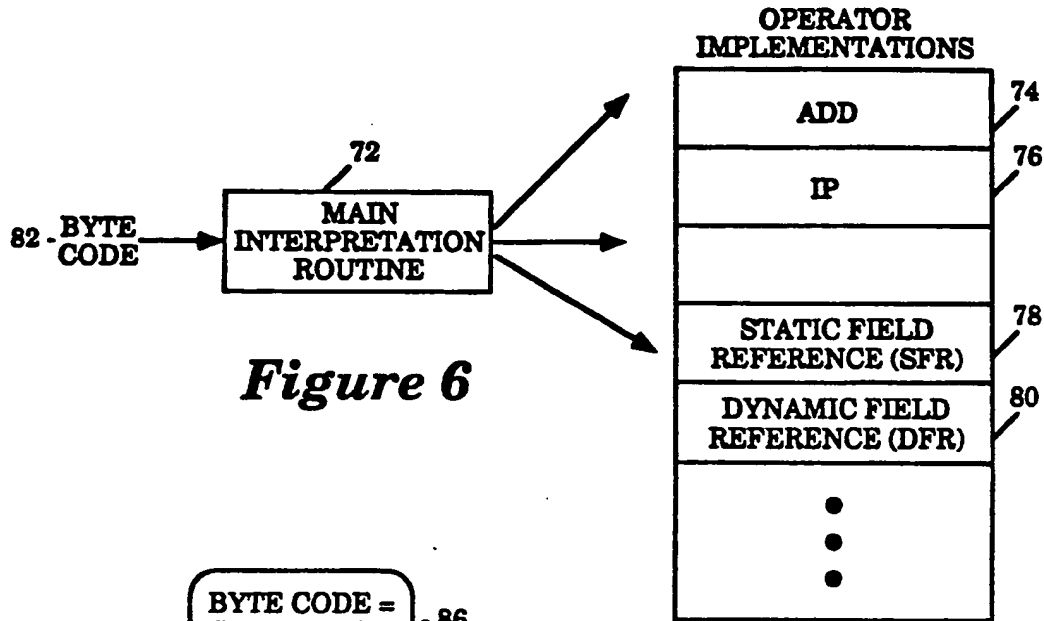 OPERATOR
IMPLEMENTATIONS
ADD
74
IP
76
72
82 - BYTE
CODE
MAIN
INTERPRETATION
ROUTINE
STATIC FIELD
REFERENCE (SFR)
78
DYNAMIC FIELD
REFERENCE (DFR)
80
Figure 6
BYTE CODE =
86